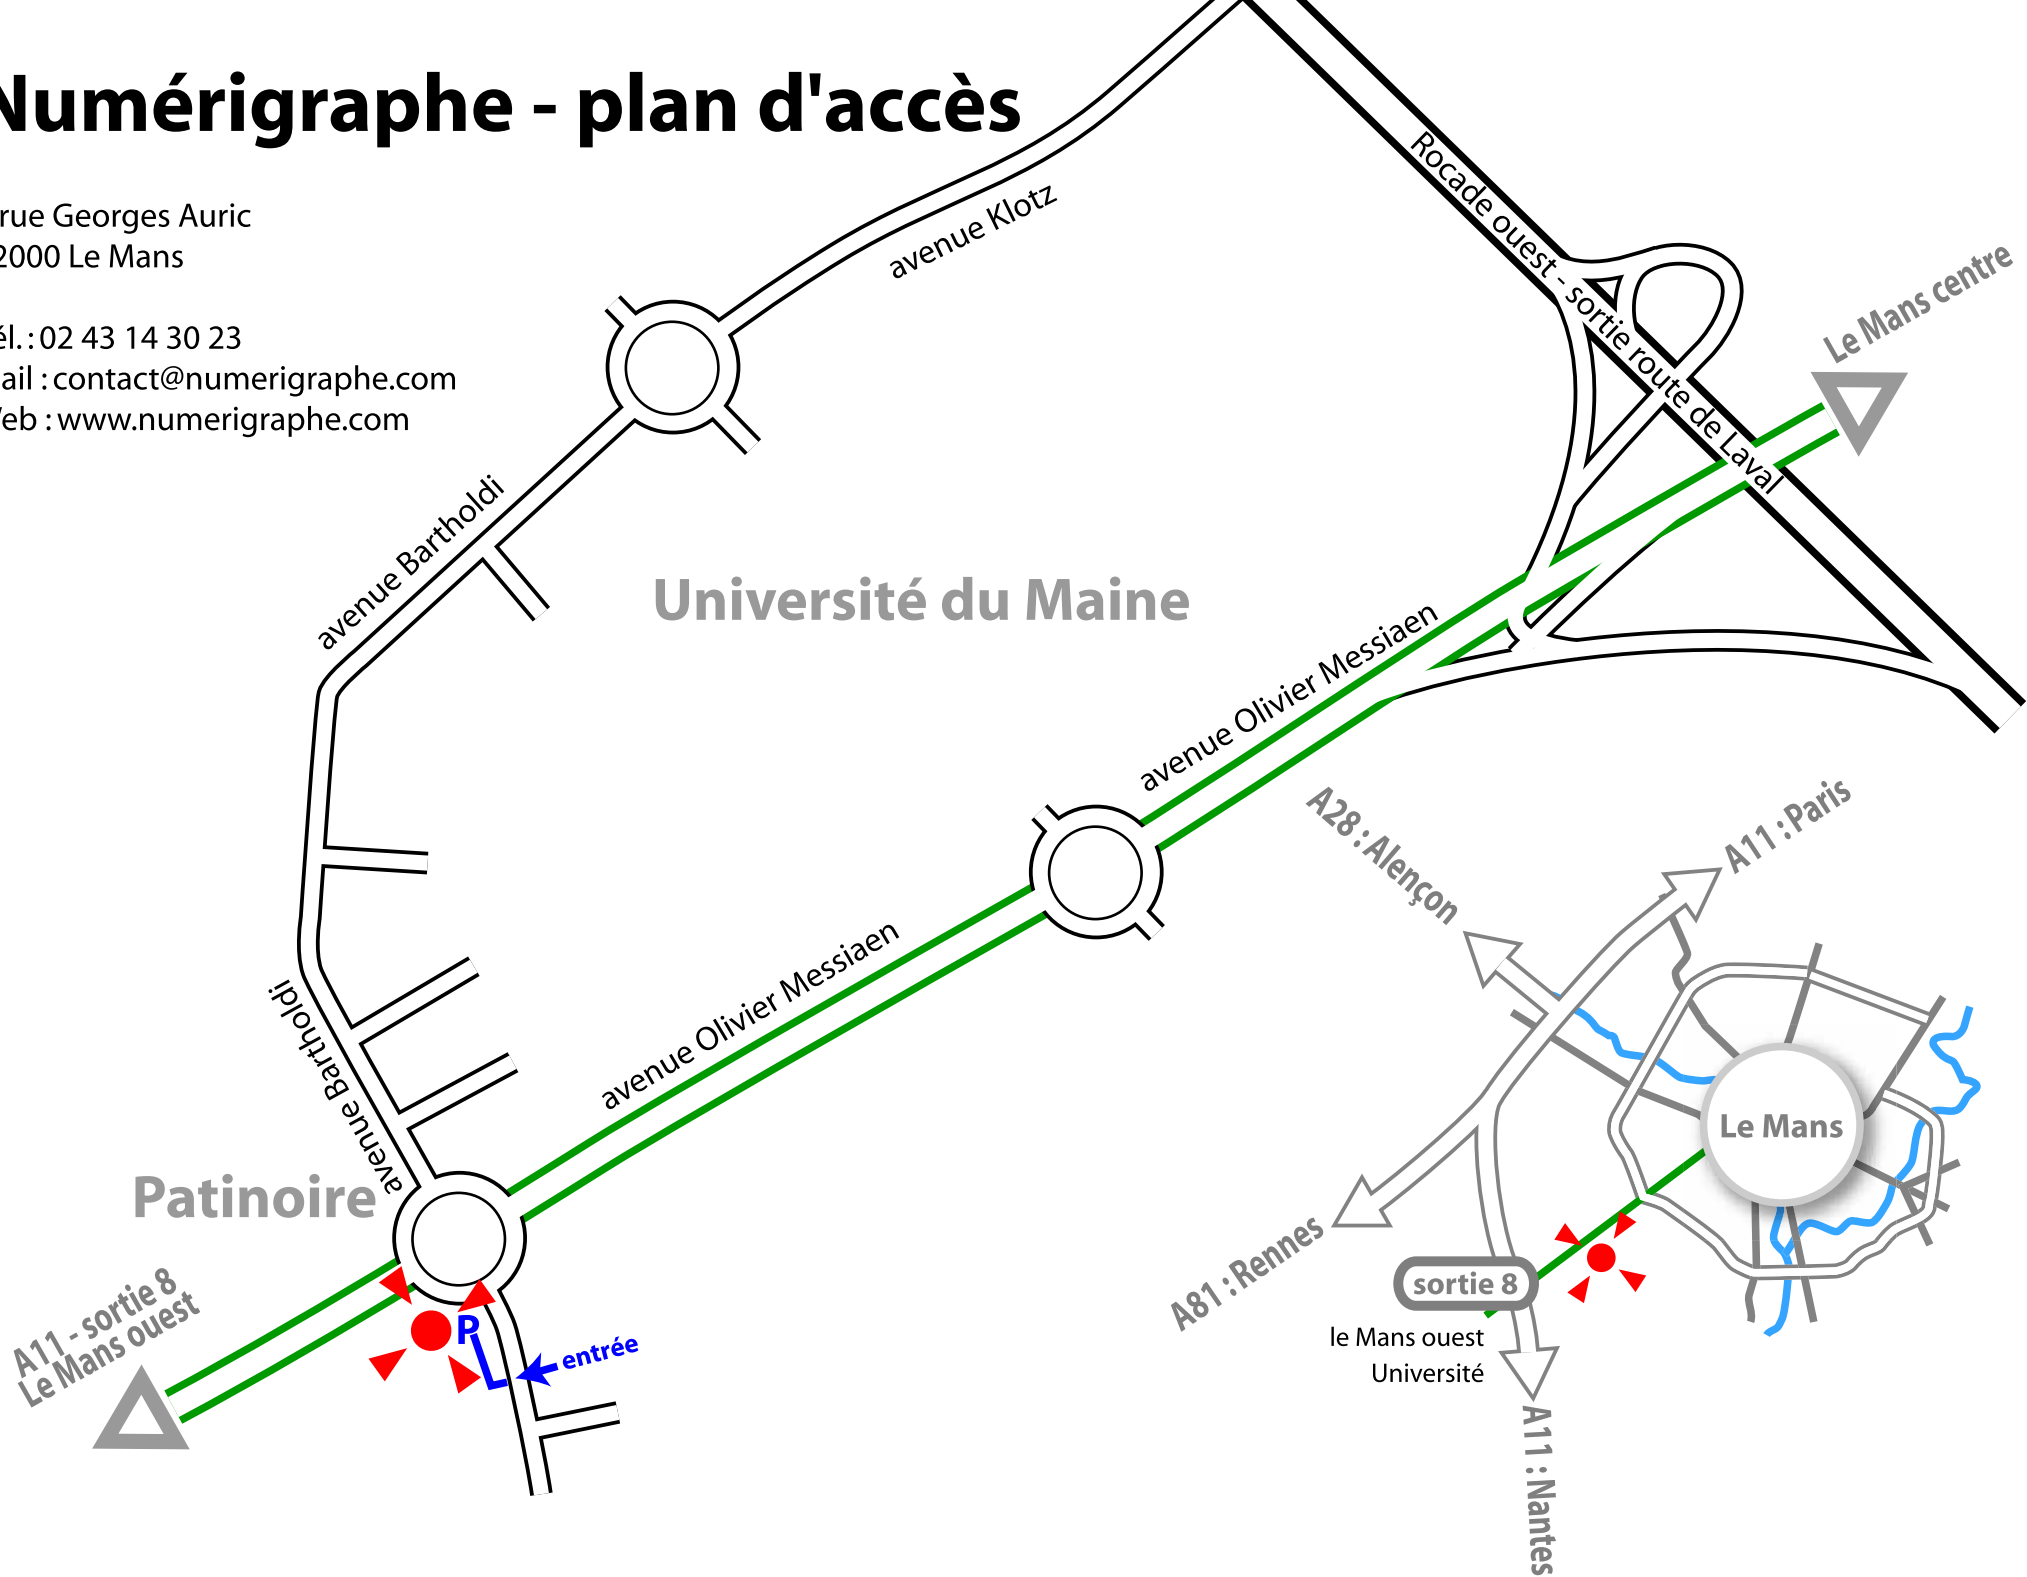 Numérigraphe - plan d'accès
rue Georges Auric
2000 Le Mans
él. : 02 43 14 30 23
ail : contact@numerigraphe.com
Web : www.numerigraphe.com
avenue Klotz
Rocade ouest - sortie route de Laval
Le Mans centre
avenue Bartholdi
Université du Maine
avenue Olivier Messiaen
avenue Olivier Messiaen
avenue Bartholdi
Patinoire
A11 - sortie 8
Le Mans ouest
P
entrée
A28 : Alençon
A11 : Paris
Le Mans
A81 : Rennes
sortie 8
le Mans ouest
Université
A11 : Nantes